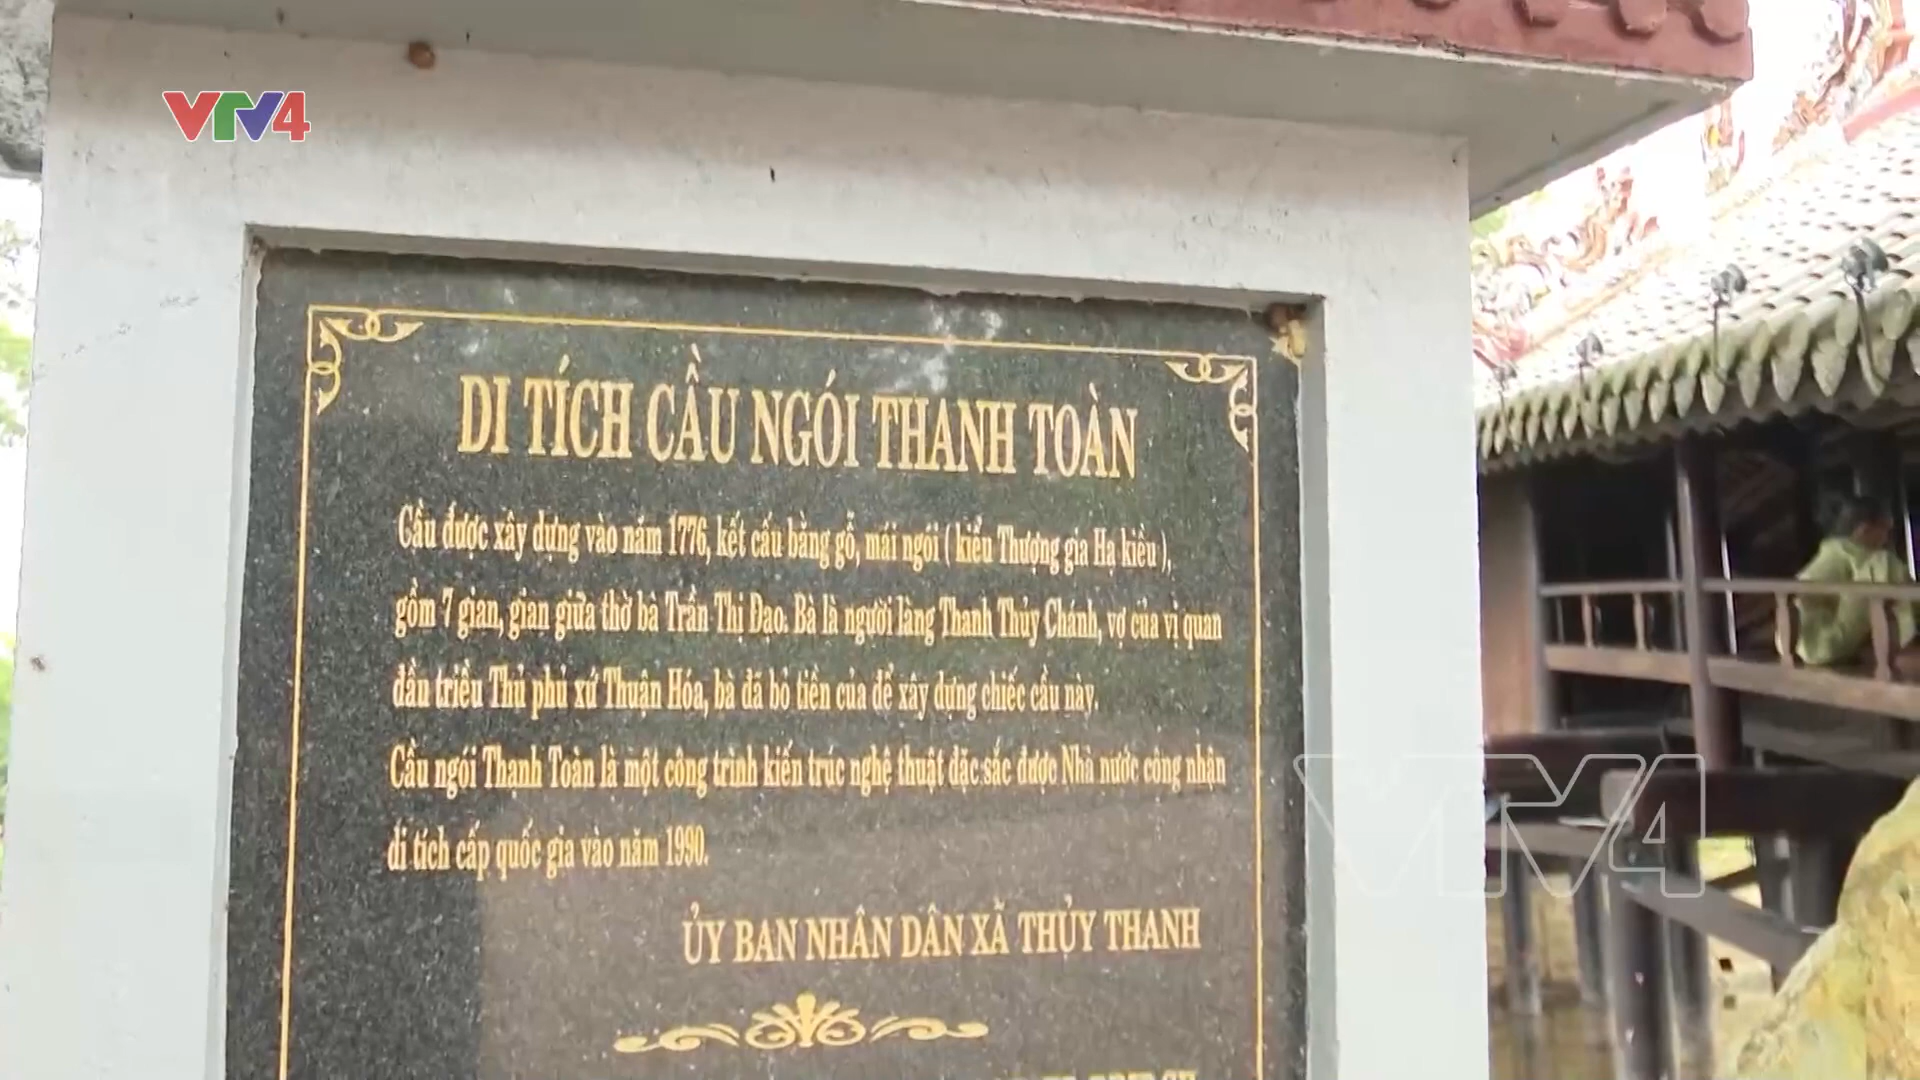 VTV4
DI TÍCH CẦU NGÓI THANH TOÀN
Cầu được xây dựng vào năm 1776, kết cấu bằng gỗ, mái ngói ( kiểu Thượng gia Hạ kiều ),
gồm 7 gian, gian giữa thờ bà Trần Thị Đạo. Bà là người làng Thanh Thủy Chánh, vợ của vị quan
đầu triều Thủ phủ xứ Thuận Hóa, bà đã bỏ tiền của để xây dựng chiếc cầu này.
Cầu ngói Thanh Toàn là một công trình kiến trúc nghệ thuật đặc sắc được Nhà nước công nhận
di tích cấp quốc gia vào năm 1990.
VTV4
ỦY BAN NHÂN DÂN XÃ THỦY THANH